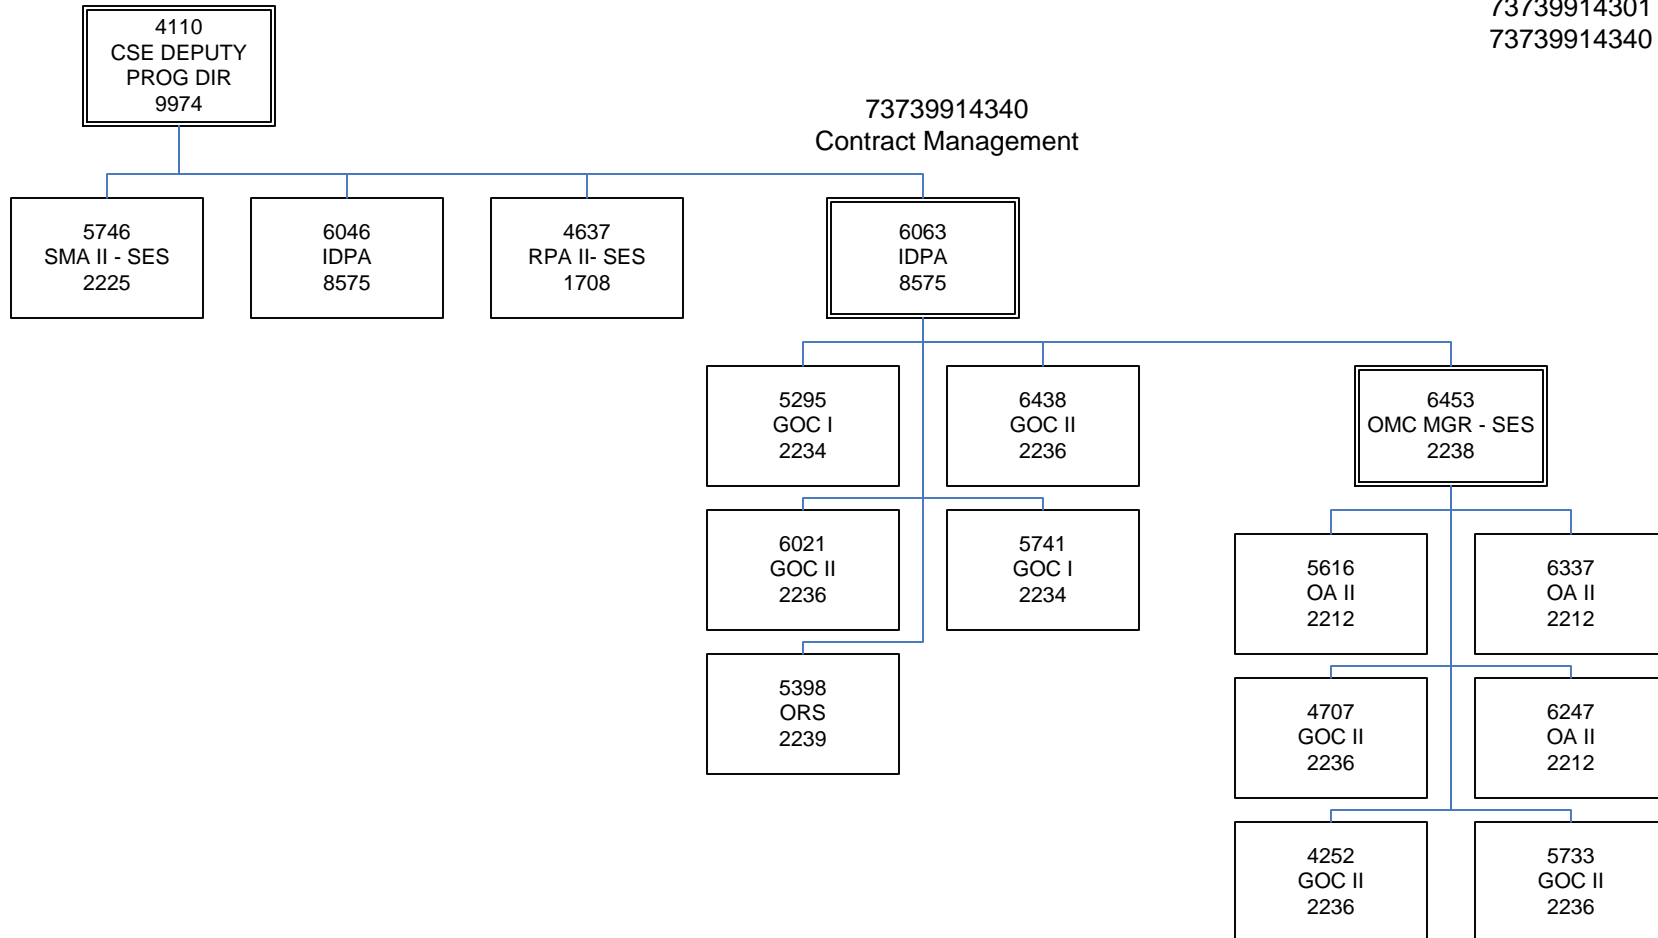 73739914301
73739914340
4110
CSE DEPUTY
PROG DIR
9974
73739914340
Contract Management
5746
SMA II - SES
2225
6046
IDPA
8575
4637
RPA II- SES
1708
6063
IDPA
8575
5295
GOC I
2234
6438
GOC II
2236
6453
OMC MGR - SES
2238
6021
GOC II
2236
5741
GOC I
2234
5616
OA II
2212
6337
OA II
2212
5398
ORS
2239
4707
GOC II
2236
6247
OA II
2212
4252
GOC II
2236
5733
GOC II
2236